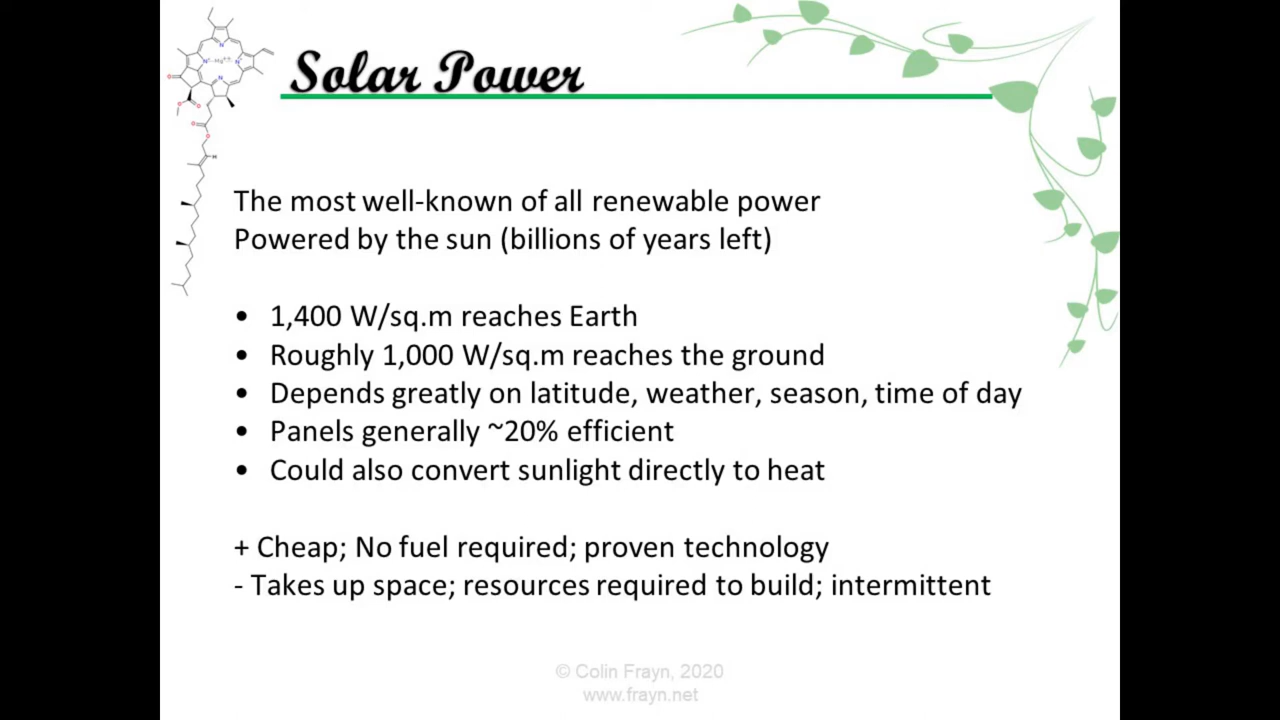 Solar Power
The most well-known of all renewable power
Powered by the sun (billions of years left)
• 1,400 W/sq.m reaches Earth
• Roughly 1,000 W/sq.m reaches the ground
• Depends greatly on latitude, weather, season, time of day
• Panels generally ~20% efficient
• Could also convert sunlight directly to heat
+ Cheap; No fuel required; proven technology
- Takes up space; resources required to build; intermittent
© Colin Frayn, 2020
www.frayn.net